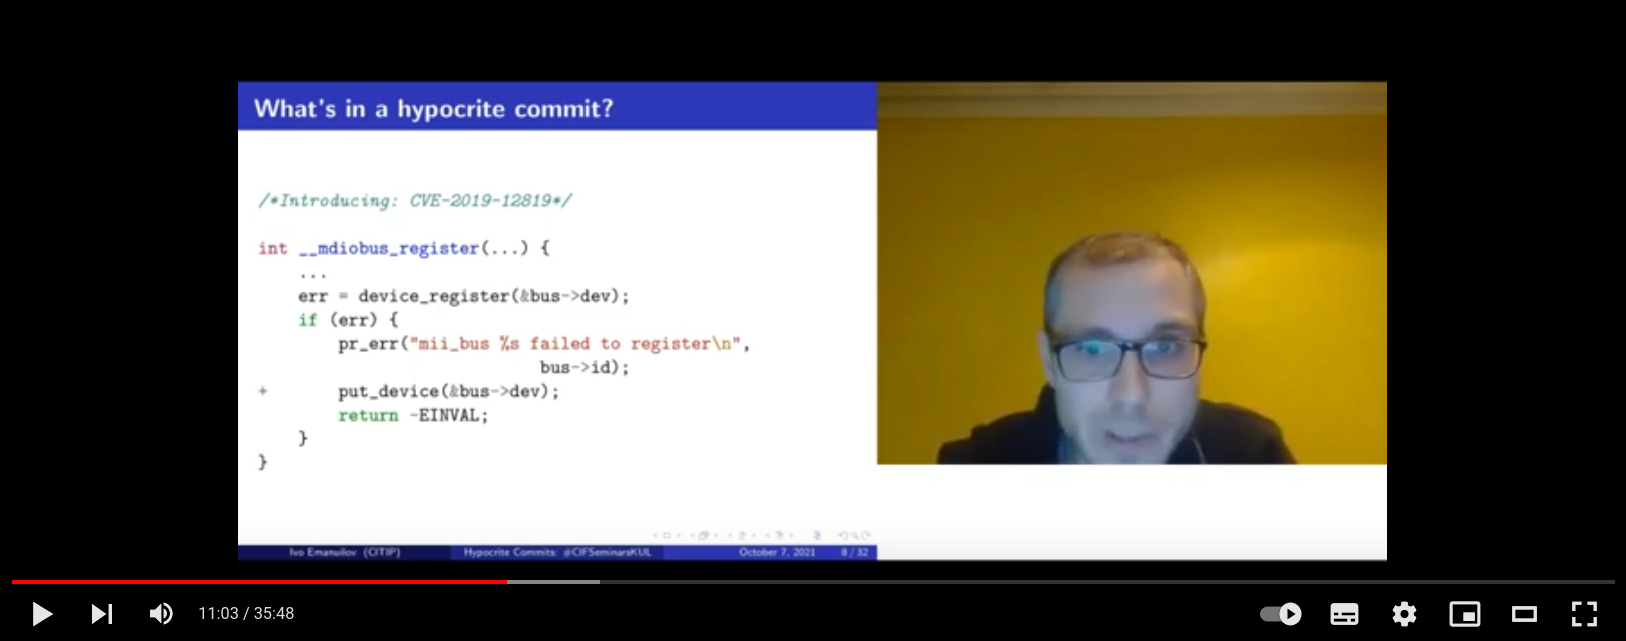 What's in a hypocrite commit?
/*Introducing: CVE-2019-12819*/
int __mdiobus_register(...) {
...
err = device_register(&bus->dev);
if (err) {
pr_err("mii_bus %s failed to register\n",
bus->id);
+ put_device(&bus->dev);
return -EINVAL;
}
}
Ivo Emanuilov (CITIP) Hypocrite Commits: @CIFSeminarsKUL October 7, 2021 8 / 32
11:03 / 35:48